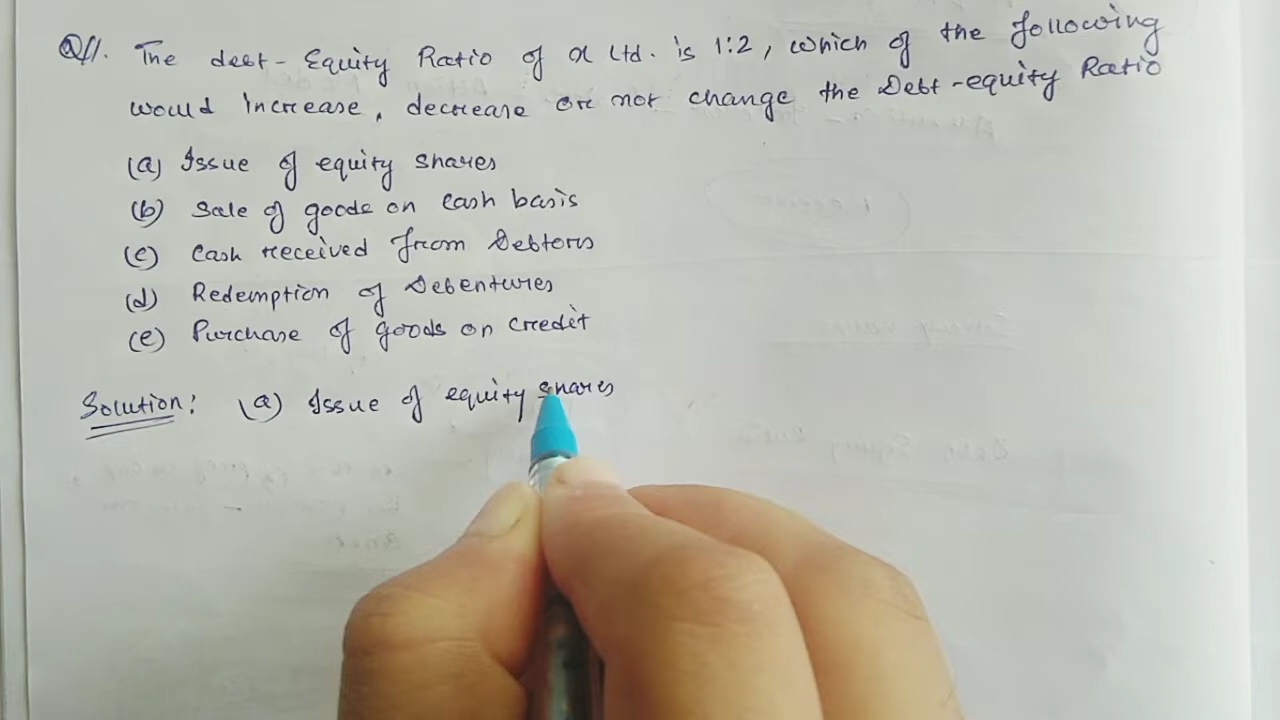 Q1. The debt-Equity Ratio of x Ltd. is 1:2, which of the following
would increase, decrease or not change the Debt-equity Ratio
(a) Issue of equity shares
(b) Sale of goods on cash basis
(c) Cash received from Debtors
(d) Redemption of Debentures
(e) Purchase of goods on credit
Solution: (a) Issue of equity shares